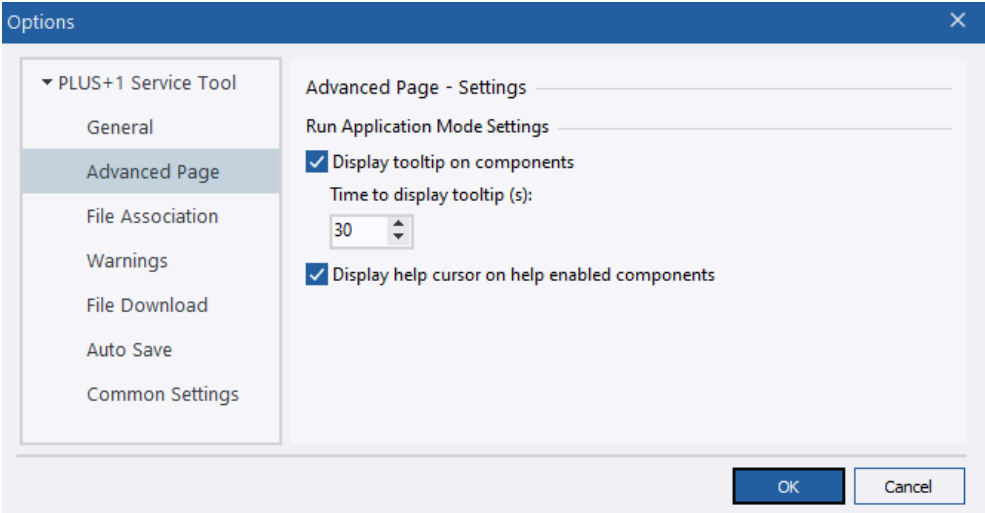 Options
PLUS+1 Service Tool
General
Advanced Page
File Association
Warnings
File Download
Auto Save
Common Settings
Advanced Page - Settings
Run Application Mode Settings
Display tooltip on components
Time to display tooltip (s):
30
Display help cursor on help enabled components
OK
Cancel